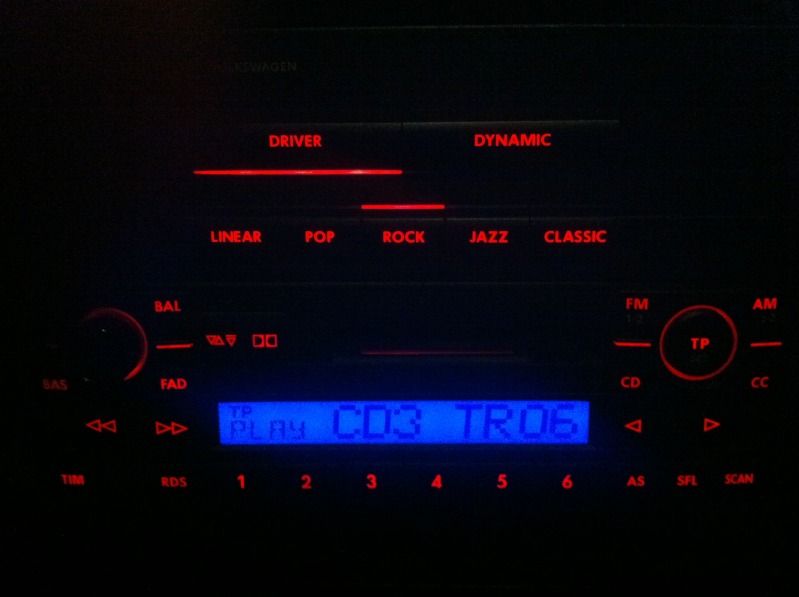 VOLKSWAGEN
DRIVER DYNAMIC
LINEAR POP ROCK JAZZ CLASSIC
BAL FM AM
TP
BAS FAD CD CC
TP
PLAY CD3 TR06
TIM RDS 1 2 3 4 5 6 AS SFL SCAN